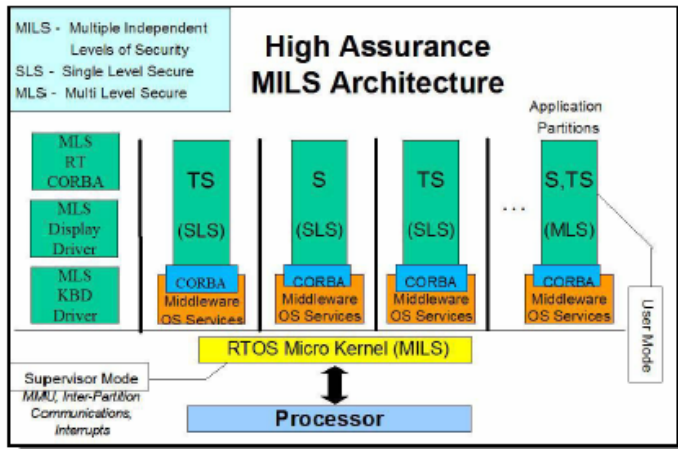 MILS - Multiple Independent
Levels of Security
SLS - Single Level Secure
MLS - Multi Level Secure
High Assurance
MILS Architecture
Application
Partitions
MLS
RT
CORBA
MLS
Display
Driver
MLS
KBD
Driver
TS
(SLS)
CORBA
Middleware
OS Services
S
(SLS)
CORBA
Middleware
OS Services
TS
(SLS)
CORBA
Middleware
OS Services
...
S,TS
(MLS)
CORBA
Middleware
OS Services
User Mode
RTOS Micro Kernel (MILS)
Supervisor Mode
MMU, Inter-Partition
Communications,
Interrupts
Processor